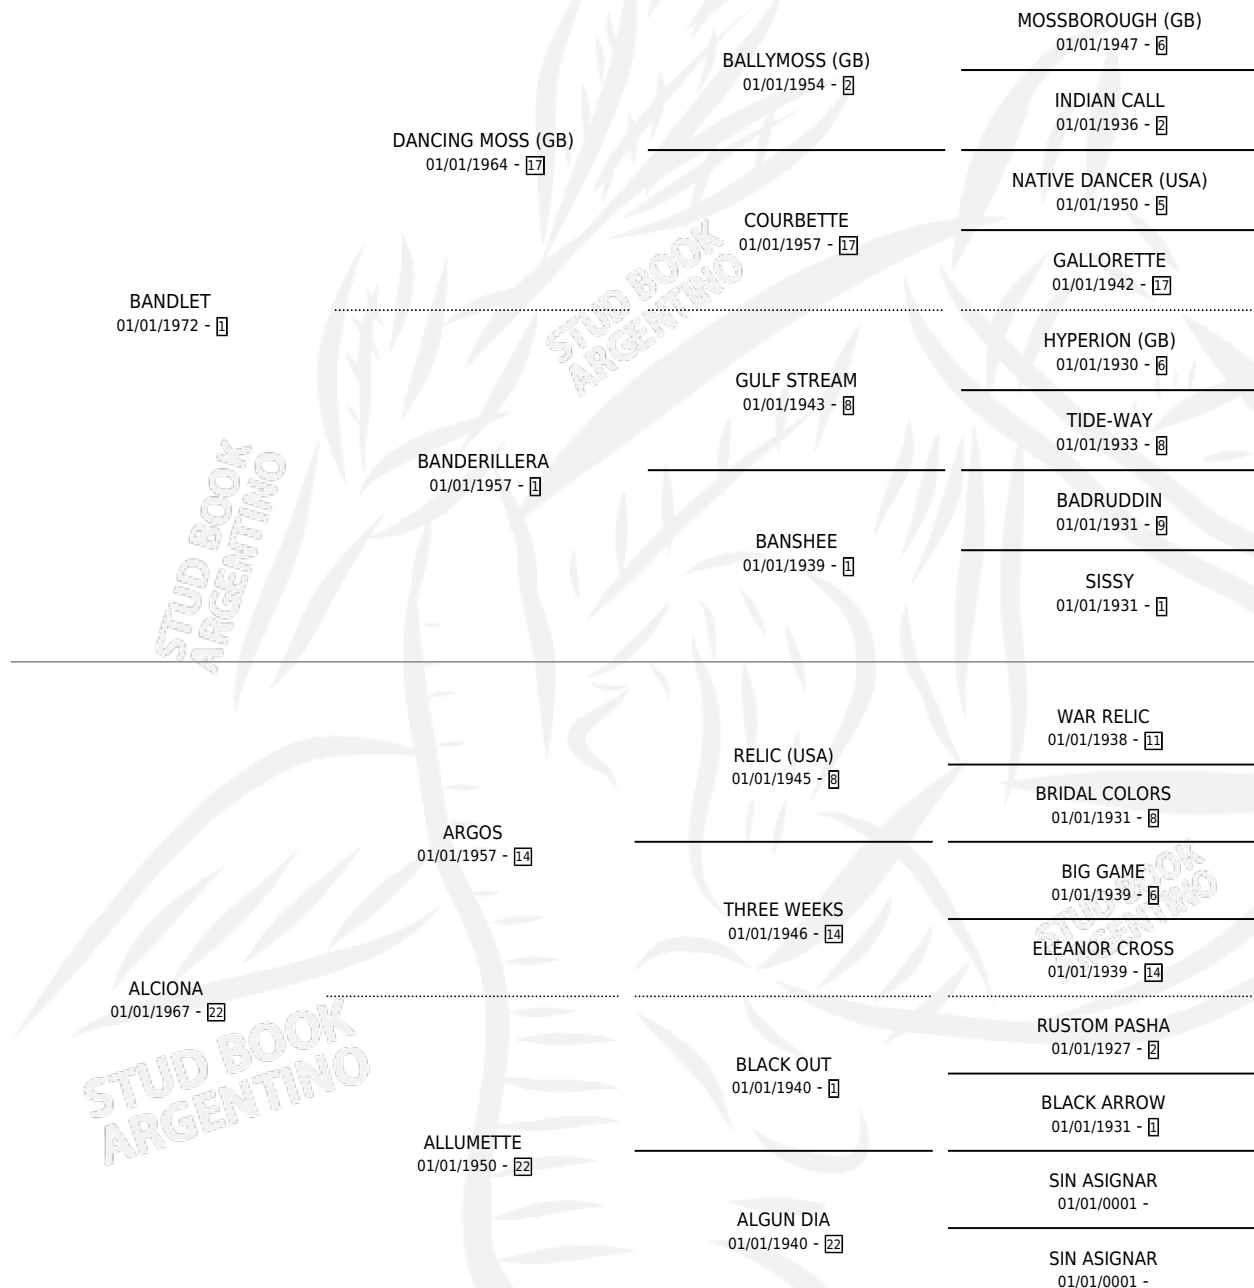 MOSSBOROUGH (GB)
01/01/1947 - 6
BALLYMOSS (GB)
01/01/1954 - 2
INDIAN CALL
01/01/1936 - 2
DANCING MOSS (GB)
01/01/1964 - 17
NATIVE DANCER (USA)
01/01/1950 - 5
COURBETTE
01/01/1957 - 17
GALLORETTE
01/01/1942 - 17
BANDLET
01/01/1972 - 1
HYPERION (GB)
01/01/1930 - 6
GULF STREAM
01/01/1943 - 8
TIDE-WAY
01/01/1933 - 8
BANDERILLERA
01/01/1957 - 1
BADRUDDIN
01/01/1931 - 9
BANSHEE
01/01/1939 - 1
SISSY
01/01/1931 - 1
WAR RELIC
01/01/1938 - 11
RELIC (USA)
01/01/1945 - 8
BRIDAL COLORS
01/01/1931 - 8
ARGOS
01/01/1957 - 14
BIG GAME
01/01/1939 - 6
THREE WEEKS
01/01/1946 - 14
ELEANOR CROSS
01/01/1939 - 14
ALCIONA
01/01/1967 - 22
RUSTOM PASHA
01/01/1927 - 2
BLACK OUT
01/01/1940 - 1
BLACK ARROW
01/01/1931 - 1
ALLUMETTE
01/01/1950 - 22
SIN ASIGNAR
01/01/0001 -
ALGUN DIA
01/01/1940 - 22
SIN ASIGNAR
01/01/0001 -
STUD BOOK
ARGENTINO
STUD BOOK
ARGENTINO
STUD BOOK
ARGENTINO
STUD BOOK
ARGENTINO